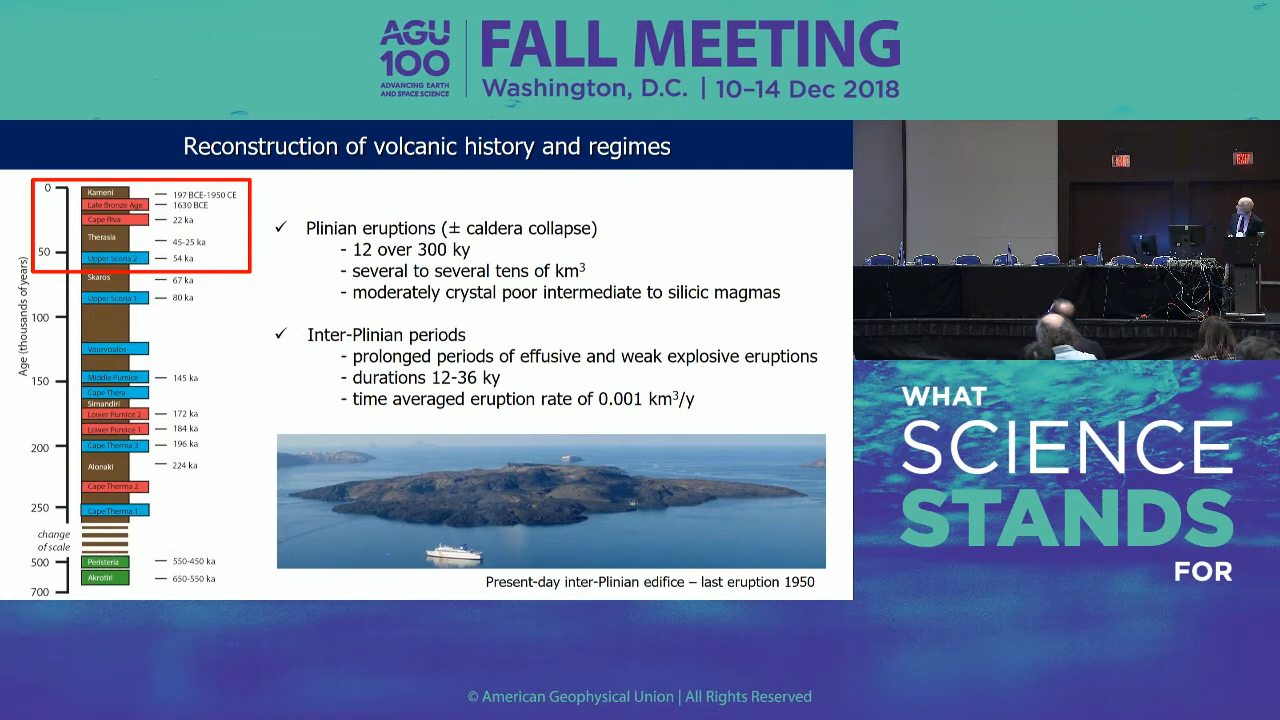 AGU
100
ADVANCING EARTH
AND SPACE SCIENCE
FALL MEETING
Washington, D.C. | 10–14 Dec 2018
Reconstruction of volcanic history and regimes
Age (thousands of years)
0
50
100
150
200
250
change
of scale
500
700
Kameni
197 BCE-1950 CE
Late Bronze Age
1630 BCE
Cape Riva
22 ka
Therasia
45-25 ka
Upper Scoria 2
54 ka
Skaros
67 ka
Upper Scoria 1
80 ka
Vourvoulos
Middle Pumice
145 ka
Cape Thera
Simandiri
Lower Pumice 2
172 ka
Lower Pumice 1
184 ka
Cape Therma 3
196 ka
Alonaki
224 ka
Cape Therma 2
Cape Therma 1
Peristeria
550-450 ka
Akrotiri
650-550 ka
✓ Plinian eruptions (± caldera collapse)
- 12 over 300 ky
- several to several tens of km³
- moderately crystal poor intermediate to silicic magmas
✓ Inter-Plinian periods
- prolonged periods of effusive and weak explosive eruptions
- durations 12-36 ky
- time averaged eruption rate of 0.001 km³/y
Present-day inter-Plinian edifice – last eruption 1950
WHAT
SCIENCE
STANDS
FOR
© American Geophysical Union | All Rights Reserved